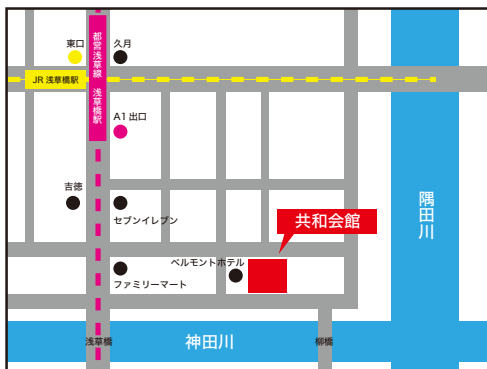 東口
久月
都営浅草線 浅草橋駅
JR 浅草橋駅
A1 出口
吉徳
セブンイレブン
隅田川
共和会館
ベルモントホテル
ファミリーマート
浅草橋
神田川
柳橋